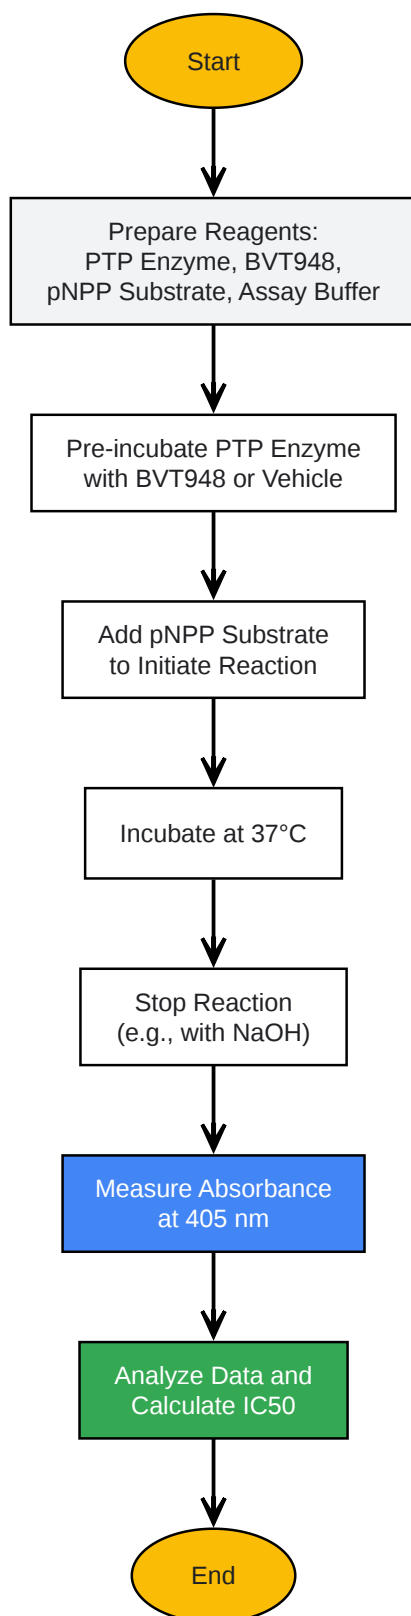 Start
Prepare Reagents:
PTP Enzyme, BVT948,
pNPP Substrate, Assay Buffer
Pre-incubate PTP Enzyme
with BVT948 or Vehicle
Add pNPP Substrate
to Initiate Reaction
Incubate at 37°C
Stop Reaction
(e.g., with NaOH)
Measure Absorbance
at 405 nm
Analyze Data and
Calculate IC50
End